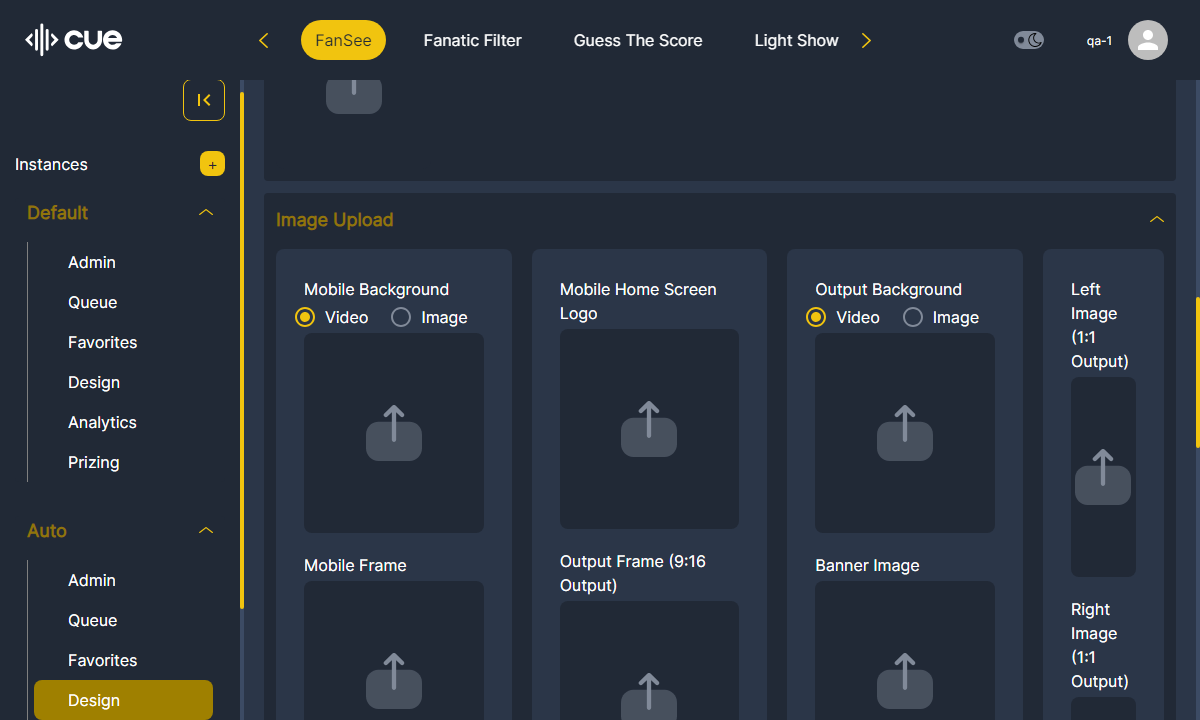 cue
FanSee
Fanatic Filter
Guess The Score
Light Show
qa-1
Instances
+
Default
Admin
Queue
Favorites
Design
Analytics
Prizing
Auto
Admin
Queue
Favorites
Design
Image Upload
Mobile Background
Video
Image
Mobile Frame
Mobile Home Screen
Logo
Output Frame (9:16
Output)
Output Background
Video
Image
Banner Image
Left
Image
(1:1
Output)
Right
Image
(1:1
Output)